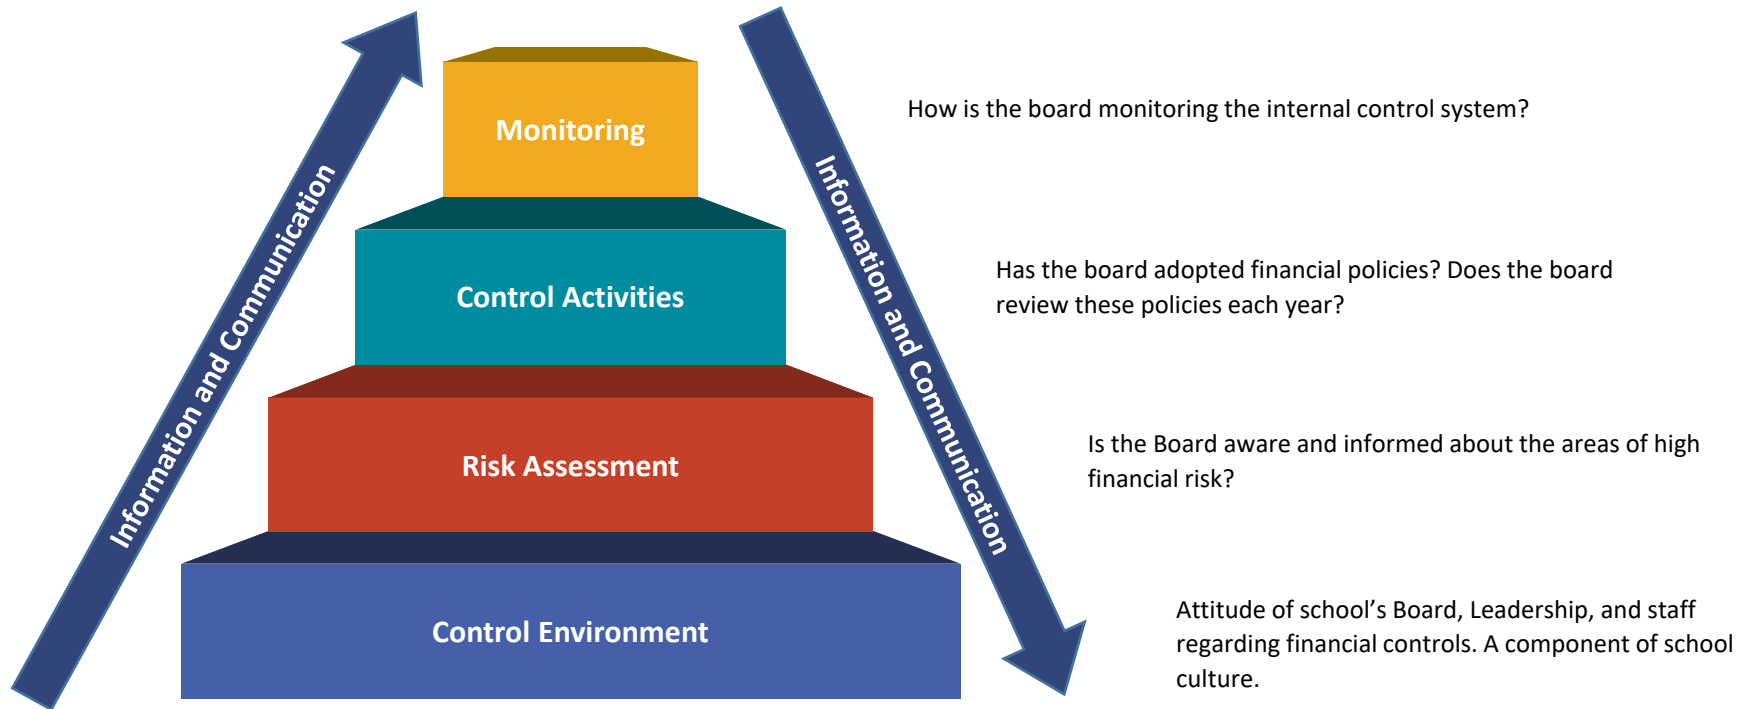 Monitoring
How is the board monitoring the internal control system?
Information and Communication
Information and Communication
Control Activities
Has the board adopted financial policies? Does the board
review these policies each year?
Risk Assessment
Is the Board aware and informed about the areas of high
financial risk?
Control Environment
Attitude of school’s Board, Leadership, and staff
regarding financial controls. A component of school
culture.